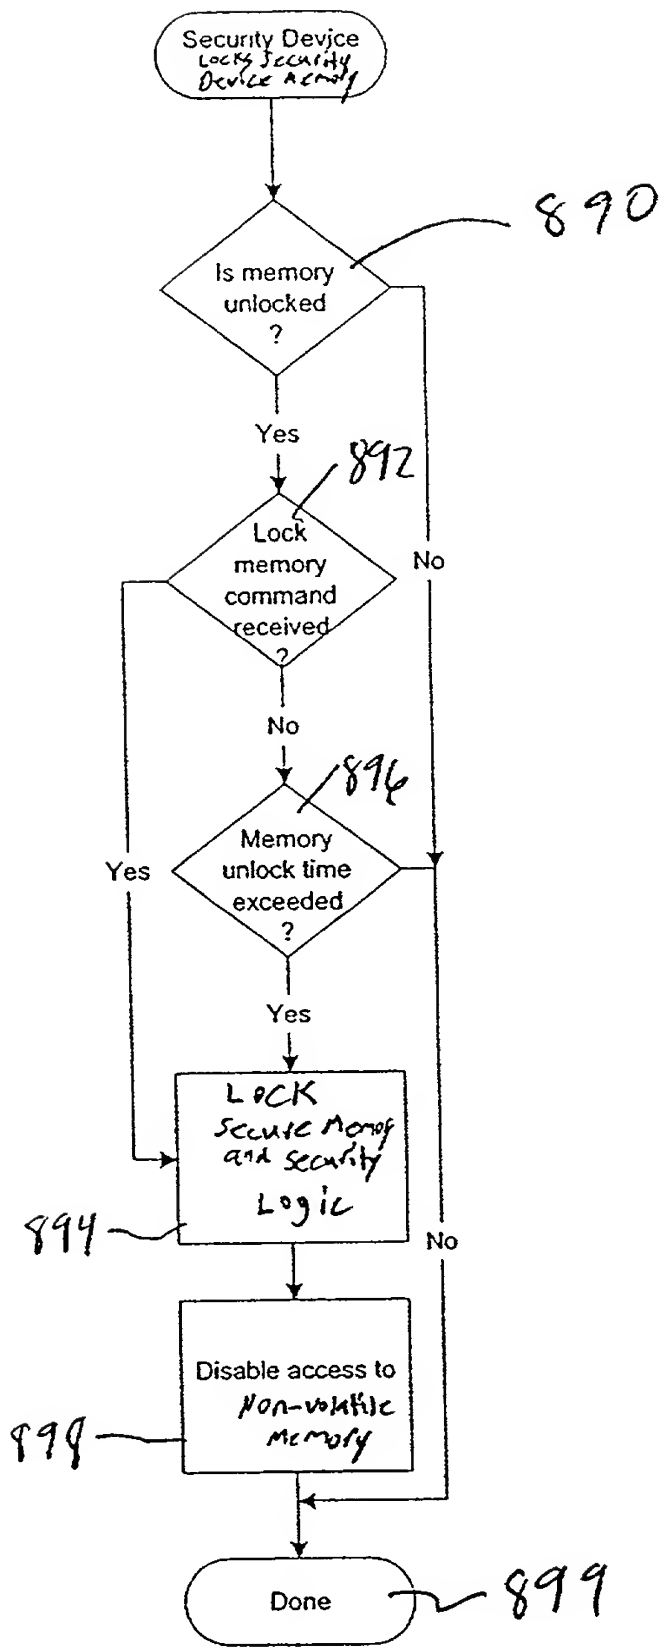 Security Device
Locks Security
Device Memory
890
Is memory
unlocked
?
Yes
892
Lock
memory
command
received
?
No
No
896
Memory
unlock time
exceeded
?
Yes
Yes
LOCK
Secure Memory
and Security
Logic
894
No
Disable access to
Non-volatile
Memory
898
Done
899